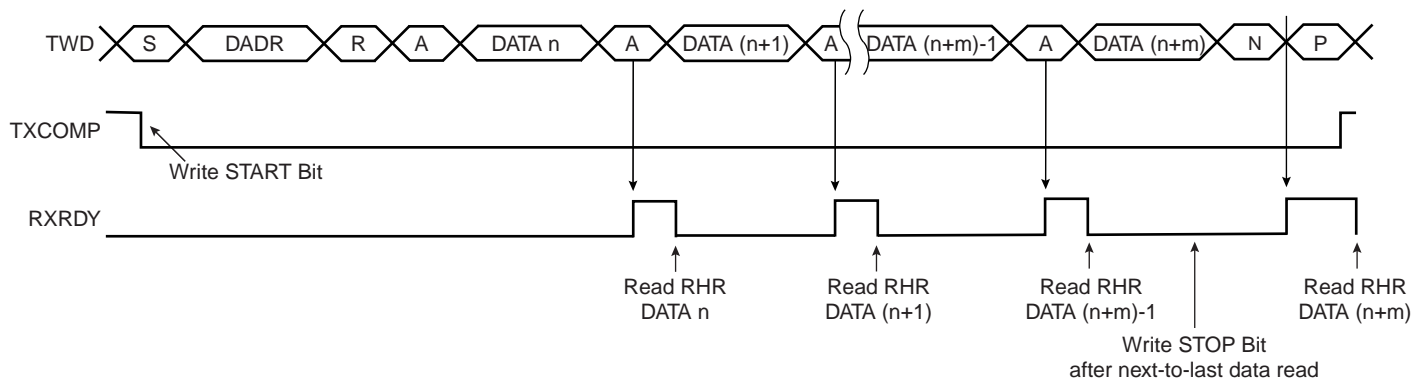 TWD S DADR R A DATA n A DATA (n+1) A DATA (n+m)-1 A DATA (n+m) N P
TXCOMP
Write START Bit
RXRDY
Read RHR Read RHR Read RHR Read RHR
DATA n DATA (n+1) DATA (n+m)-1 DATA (n+m)
Write STOP Bit
after next-to-last data read